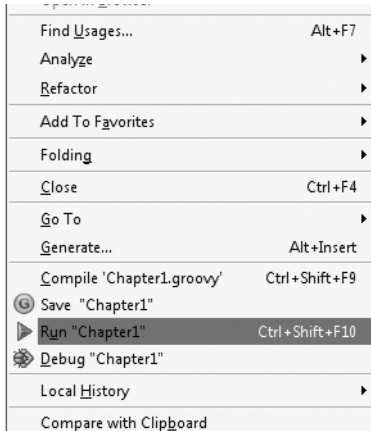 Find Usages... Alt+F7
Analyze
Refactor
Add To Favorites
Folding
Close Ctrl+F4
Go To
Generate... Alt+Insert
Compile 'Chapter1.groovy' Ctrl+Shift+F9
Save "Chapter1"
Run "Chapter1" Ctrl+Shift+F10
Debug "Chapter1"
Local History
Compare with Clipboard